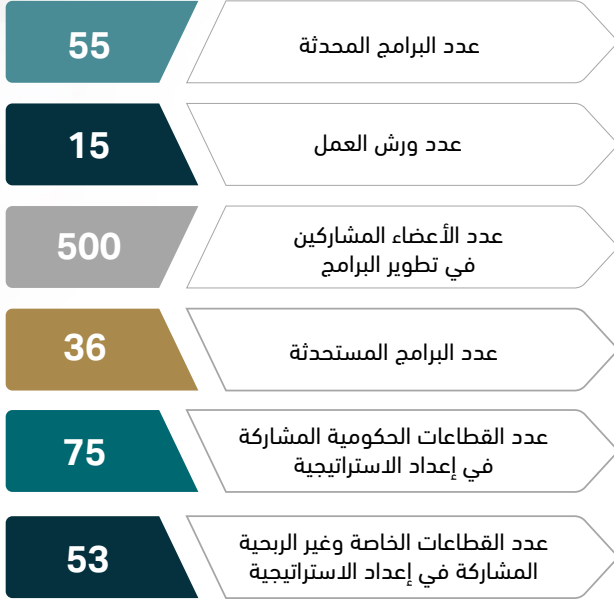 عدد البرامج المحدثة
55
عدد ورش العمل
15
عدد الأعضاء المشاركين
في تطوير البرامج
500
عدد البرامج المستحدثة
36
عدد القطاعات الحكومية المشاركة
في إعداد الاستراتيجية
75
عدد القطاعات الخاصة وغير الربحية
المشاركة في إعداد الاستراتيجية
53